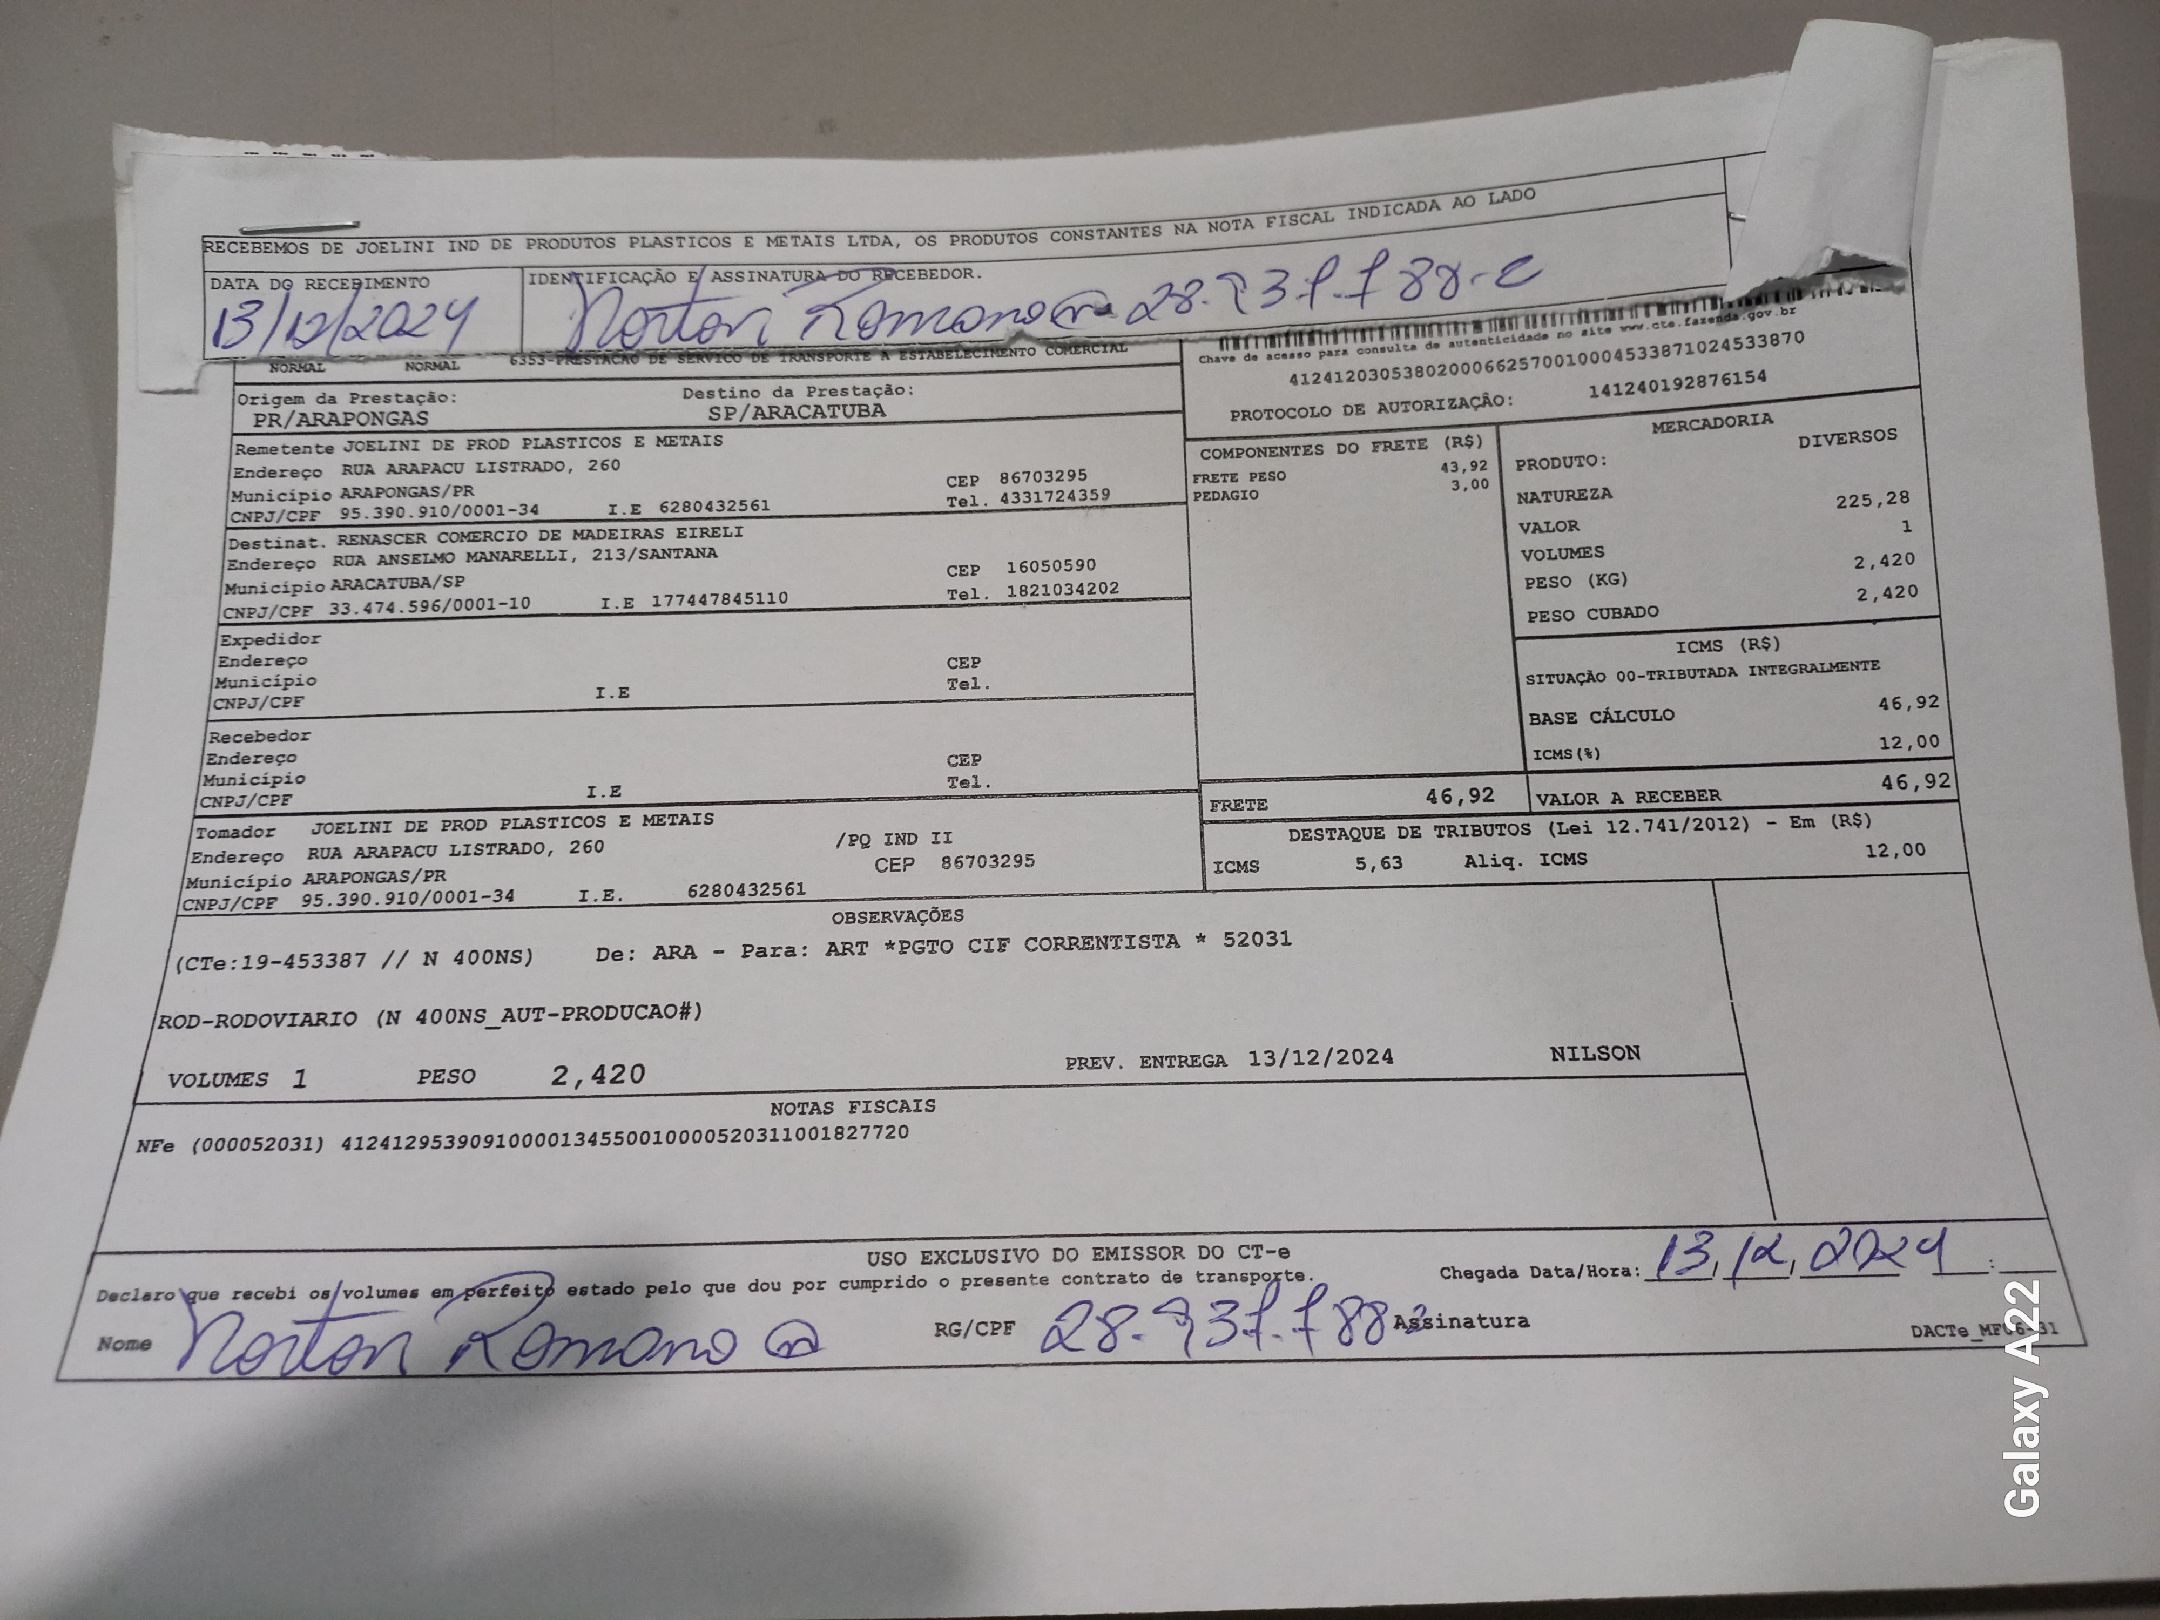 RECEBEMOS DE JOELINI IND DE PRODUTOS PLASTICOS E METAIS LTDA, OS PRODUTOS CONSTANTES NA NOTA FISCAL INDICADA AO LADO
DATA DO RECEBIMENTO
13/12/2024
IDENTIFICAÇÃO E ASSINATURA DO RECEBEDOR.
Norton Romano
NORMAL NORMAL 6353-PRESTACAO DE SERVICO DE TRANSPORTE A ESTABELECIMENTO COMERCIAL
Chave de acesso para consulta de autenticidade no site www.cte.fazenda.gov.br
41241203053802000662570010004533871024533870
PROTOCOLO DE AUTORIZAÇÃO: 141240192876154
Origem da Prestação: Destino da Prestação:
PR/ARAPONGAS SP/ARACATUBA
Remetente JOELINI DE PROD PLASTICOS E METAIS
Endereço RUA ARAPACU LISTRADO, 260 CEP 86703295
Município ARAPONGAS/PR Tel. 4331724359
CNPJ/CPF 95.390.910/0001-34 I.E 6280432561
Destinat. RENASCER COMERCIO DE MADEIRAS EIRELI
Endereço RUA ANSELMO MANARELLI, 213/SANTANA CEP 16050590
Município ARACATUBA/SP Tel. 1821034202
CNPJ/CPF 33.474.596/0001-10 I.E 177447845110
Expedidor
Endereço CEP
Município Tel.
CNPJ/CPF I.E
Recebedor
Endereço CEP
Município Tel.
CNPJ/CPF I.E
Tomador JOELINI DE PROD PLASTICOS E METAIS
Endereço RUA ARAPACU LISTRADO, 260 /PQ IND II
Município ARAPONGAS/PR CEP 86703295
CNPJ/CPF 95.390.910/0001-34 I.E. 6280432561
COMPONENTES DO FRETE (R$)
FRETE PESO 43,92
PEDAGIO 3,00
MERCADORIA
PRODUTO: DIVERSOS
NATUREZA
VALOR 225,28
VOLUMES 1
PESO (KG) 2,420
PESO CUBADO 2,420
ICMS (R$)
SITUAÇÃO 00-TRIBUTADA INTEGRALMENTE
BASE CÁLCULO 46,92
ICMS(%) 12,00
FRETE 46,92 VALOR A RECEBER 46,92
DESTAQUE DE TRIBUTOS (Lei 12.741/2012) - Em (R$)
ICMS 5,63 Aliq. ICMS 12,00
OBSERVAÇÕES
(CTe:19-453387 // N 400NS) De: ARA - Para: ART *PGTO CIF CORRENTISTA * 52031
ROD-RODOVIARIO (N 400NS_AUT-PRODUCAO#)
VOLUMES 1 PESO 2,420 PREV. ENTREGA 13/12/2024 NILSON
NOTAS FISCAIS
NFe (000052031) 41241295390910000134550010000520311001827720
USO EXCLUSIVO DO EMISSOR DO CT-e
Declaro que recebi os volumes em perfeito estado pelo que dou por cumprido o presente contrato de transporte.
Chegada Data/Hora: 13/12/2024 :
Nome Norton Romano RG/CPF Assinatura
DACTe_MF06-31
Galaxy A22